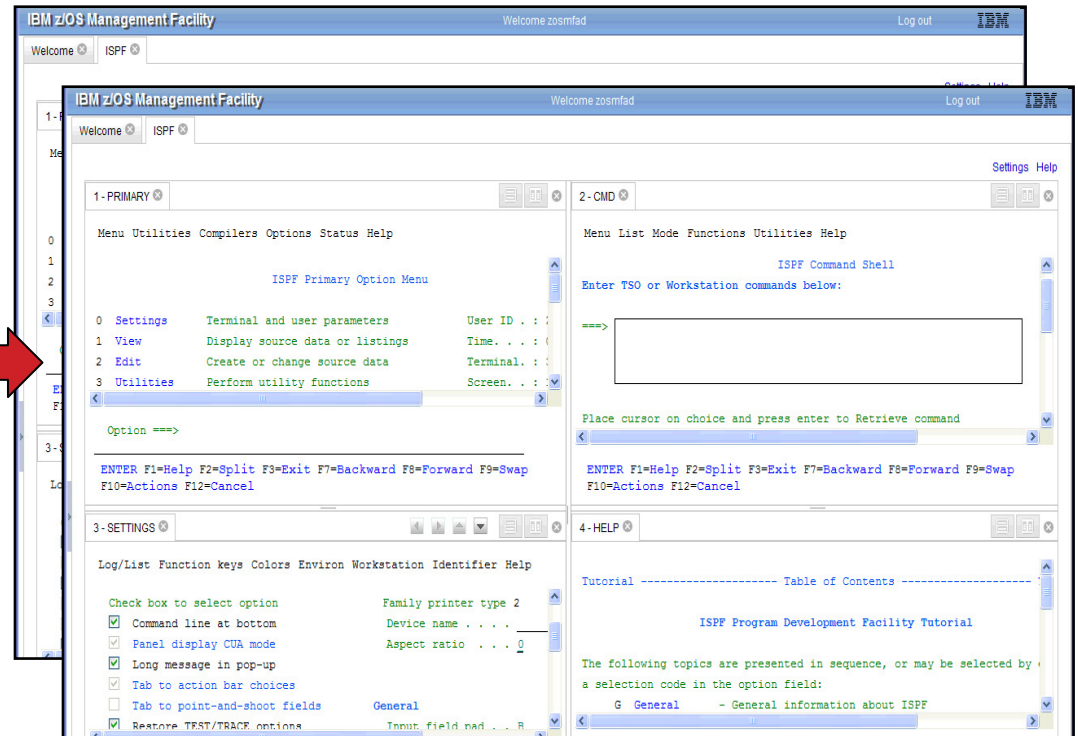 IBM z/OS Management Facility Welcome zosmfad Log out IBM
Welcome ISPF
1 -
Me
0
1
2
3
3 - S
IBM z/OS Management Facility Welcome zosmfad Log out IBM
Welcome ISPF
Settings Help
1 - PRIMARY
Menu Utilities Compilers Options Status Help
ISPF Primary Option Menu
0 Settings Terminal and user parameters User ID . :
1 View Display source data or listings Time. . . :
2 Edit Create or change source data Terminal. :
3 Utilities Perform utility functions Screen. . :
Option ===>
ENTER F1=Help F2=Split F3=Exit F7=Backward F8=Forward F9=Swap
F10=Actions F12=Cancel
2 - CMD
Menu List Mode Functions Utilities Help
ISPF Command Shell
Enter TSO or Workstation commands below:
===>
Place cursor on choice and press enter to Retrieve command
ENTER F1=Help F2=Split F3=Exit F7=Backward F8=Forward F9=Swap
F10=Actions F12=Cancel
3 - SETTINGS
Log/List Function keys Colors Environ Workstation Identifier Help
Check box to select option Family printer type 2
Command line at bottom Device name . . . .
Panel display CUA mode Aspect ratio . . . 0
Long message in pop-up
Tab to action bar choices
Tab to point-and-shoot fields General
Restore TEST/TRACE options Input field pad . . B
4 - HELP
Tutorial --------------------- Table of Contents --------------------
ISPF Program Development Facility Tutorial
The following topics are presented in sequence, or may be selected by
a selection code in the option field:
G General - General information about ISPF